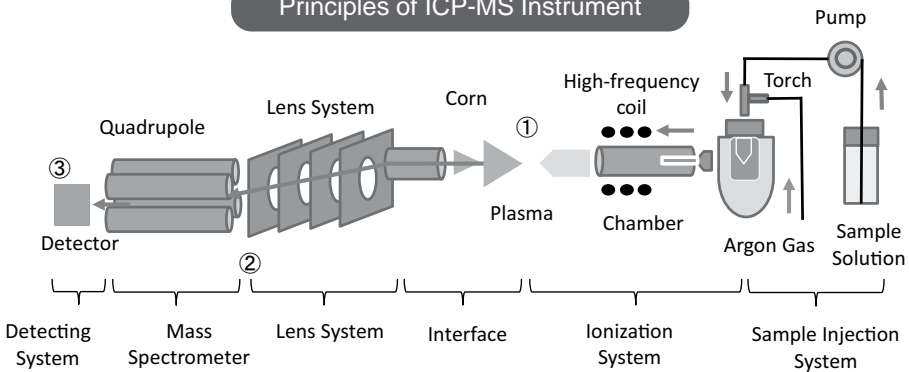 Principles of ICP-MS Instrument
Pump
High-frequency
coil
Torch
Lens System
Corn
Quadrupole
①
③
Plasma
Chamber
Detector
Argon Gas
Sample
Solution
②
Detecting
System
Mass
Spectrometer
Lens System
Interface
Ionization
System
Sample Injection
System